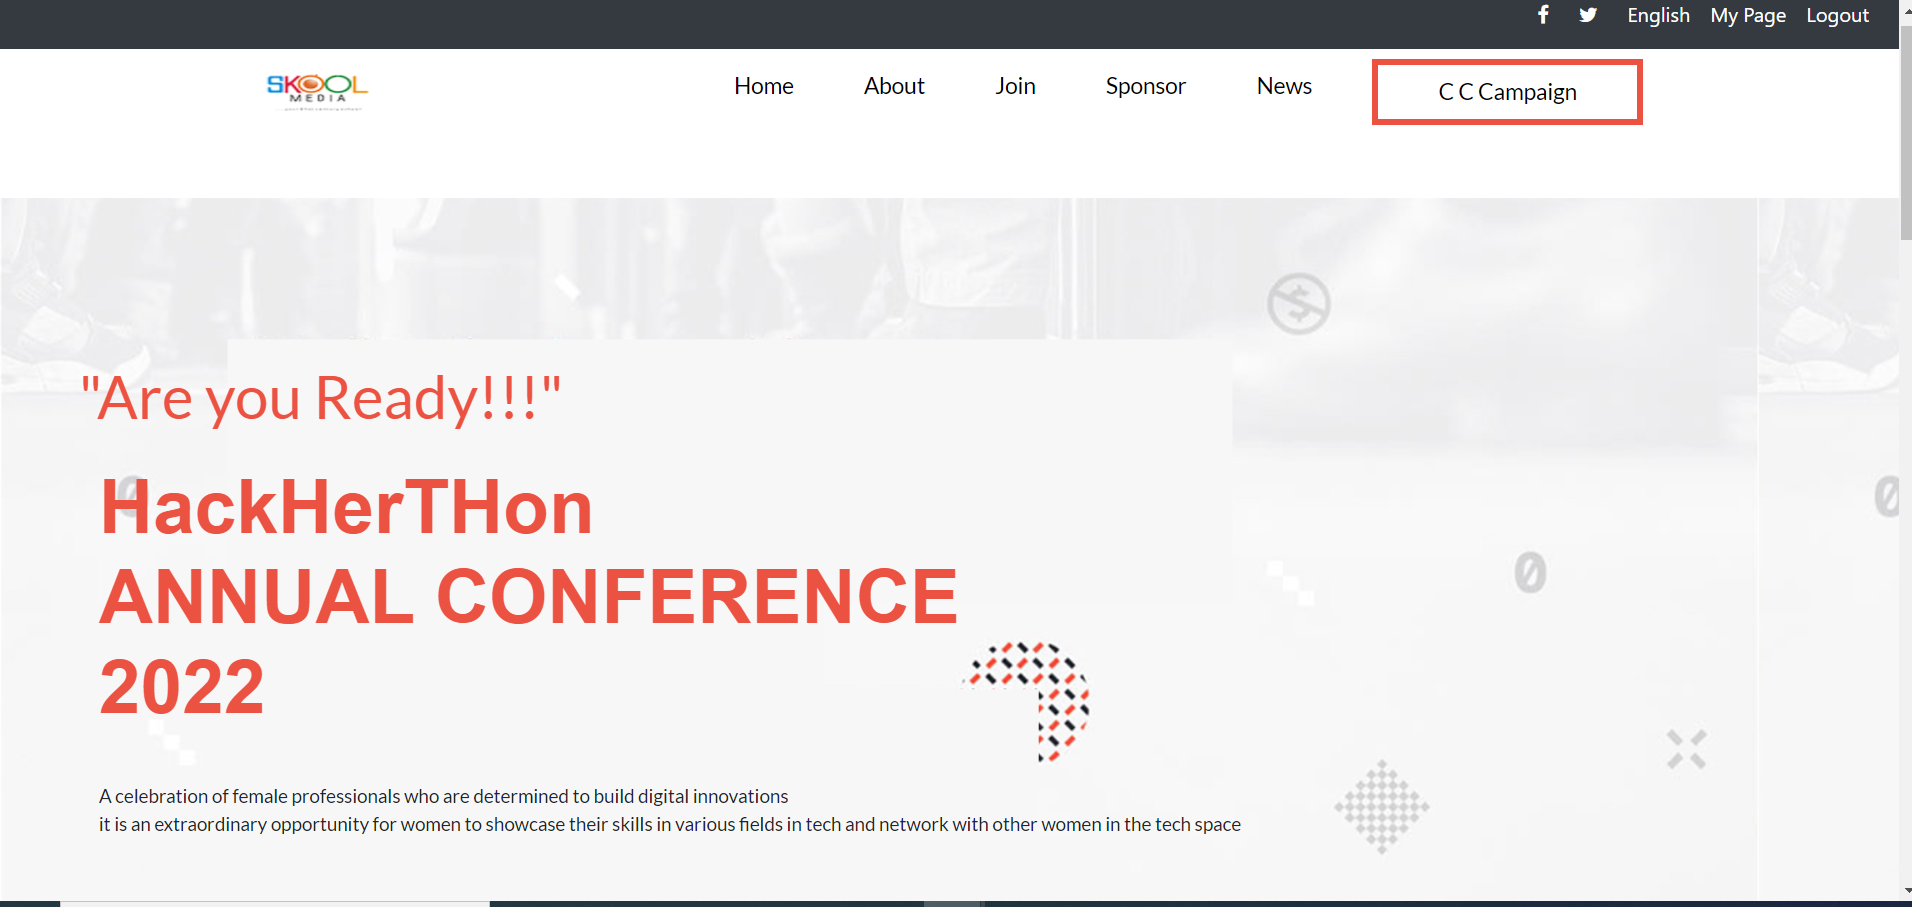 English My Page Logout
SKOOL
MEDIA
Home About Join Sponsor News C C Campaign
"Are you Ready!!!"
HackHerTHon
ANNUAL CONFERENCE
2022
A celebration of female professionals who are determined to build digital innovations
it is an extraordinary opportunity for women to showcase their skills in various fields in tech and network with other women in the tech space